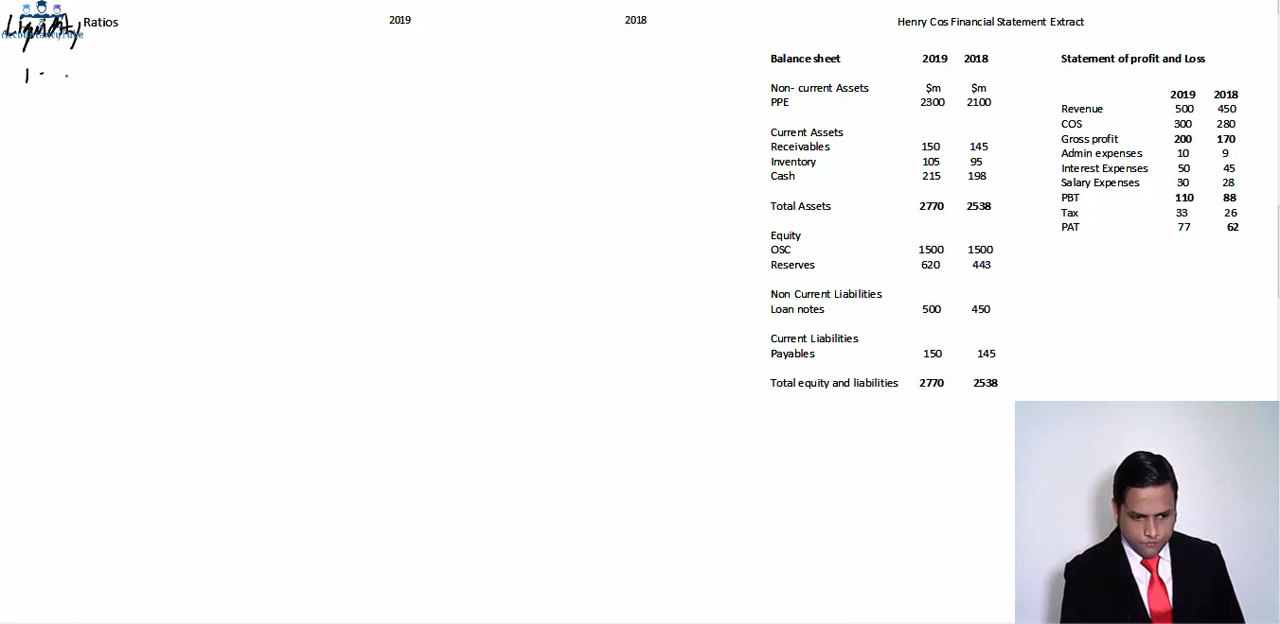 Liquidity Ratios 2019 2018
1.
Henry Cos Financial Statement Extract
Balance sheet 2019 2018
Non- current Assets $m $m
PPE 2300 2100
Current Assets
Receivables 150 145
Inventory 105 95
Cash 215 198
Total Assets 2770 2538
Equity
OSC 1500 1500
Reserves 620 443
Non Current Liabilities
Loan notes 500 450
Current Liabilities
Payables 150 145
Total equity and liabilities 2770 2538
Statement of profit and Loss
2019 2018
Revenue 500 450
COS 300 280
Gross profit 200 170
Admin expenses 10 9
Interest Expenses 50 45
Salary Expenses 30 28
PBT 110 88
Tax 33 26
PAT 77 62